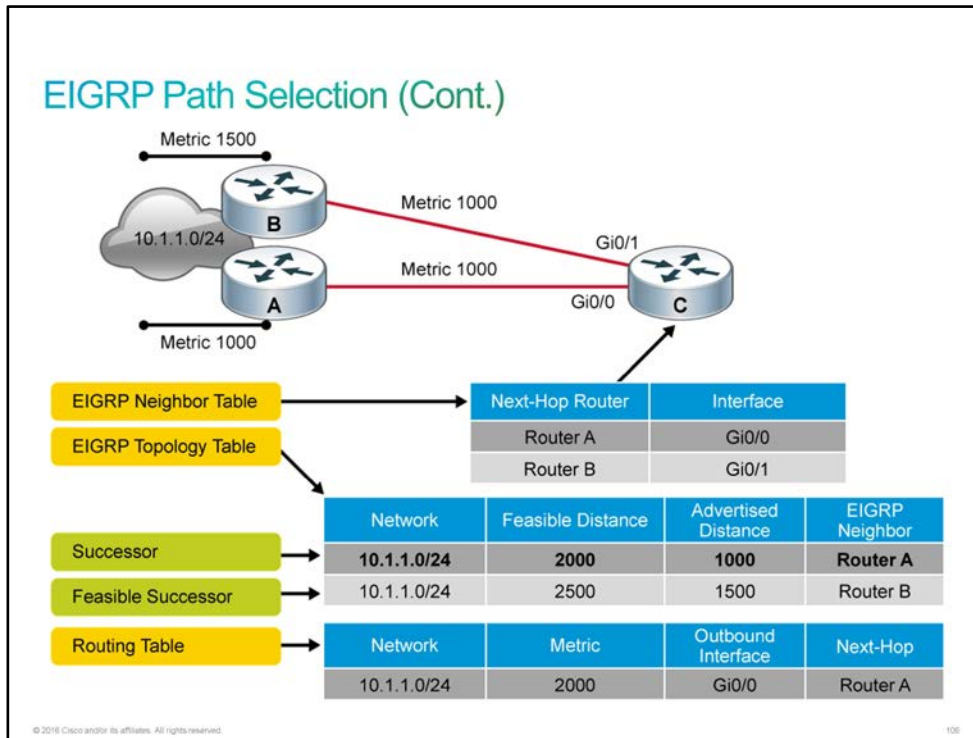 EIGRP Path Selection (Cont.)
Metric 1500
B
Metric 1000
Gi0/1
10.1.1.0/24
Metric 1000
A
Gi0/0
C
Metric 1000
EIGRP Neighbor Table
Next-Hop Router Interface
Router A Gi0/0
Router B Gi0/1
EIGRP Topology Table
Network Feasible Distance Advertised Distance EIGRP Neighbor
Successor
10.1.1.0/24 2000 1000 Router A
Feasible Successor
10.1.1.0/24 2500 1500 Router B
Routing Table
Network Metric Outbound Interface Next-Hop
10.1.1.0/24 2000 Gi0/0 Router A
© 2016 Cisco and/or its affiliates. All rights reserved.
106